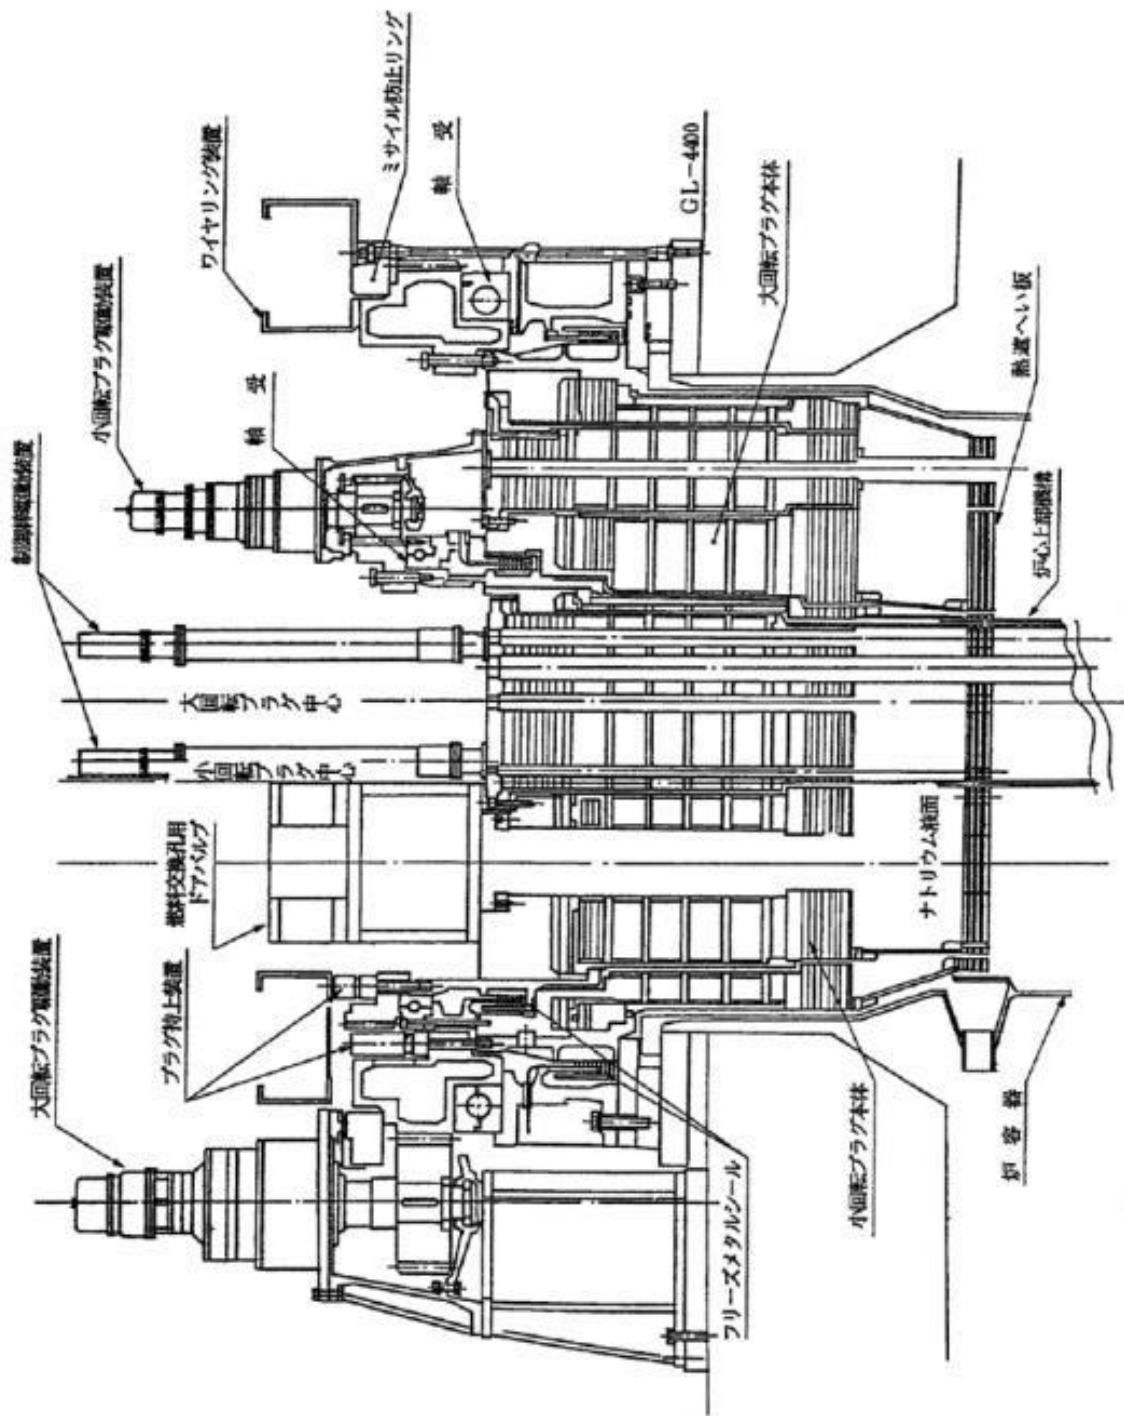 大回転プラグ駆動装置
プラグ持上装置
燃料交換孔用
ドアバルブ
小回転プラグ中心
大回転プラグ中心
制御棒駆動装置
小回転プラグ駆動装置
軸受
ワイヤリング装置
ミサイル防止リング
軸受
GL-4400
大回転プラグ本体
熱遮へい板
炉心上部機構
ナトリウム液面
フリーズメタルシール
小回転プラグ本体
炉容器